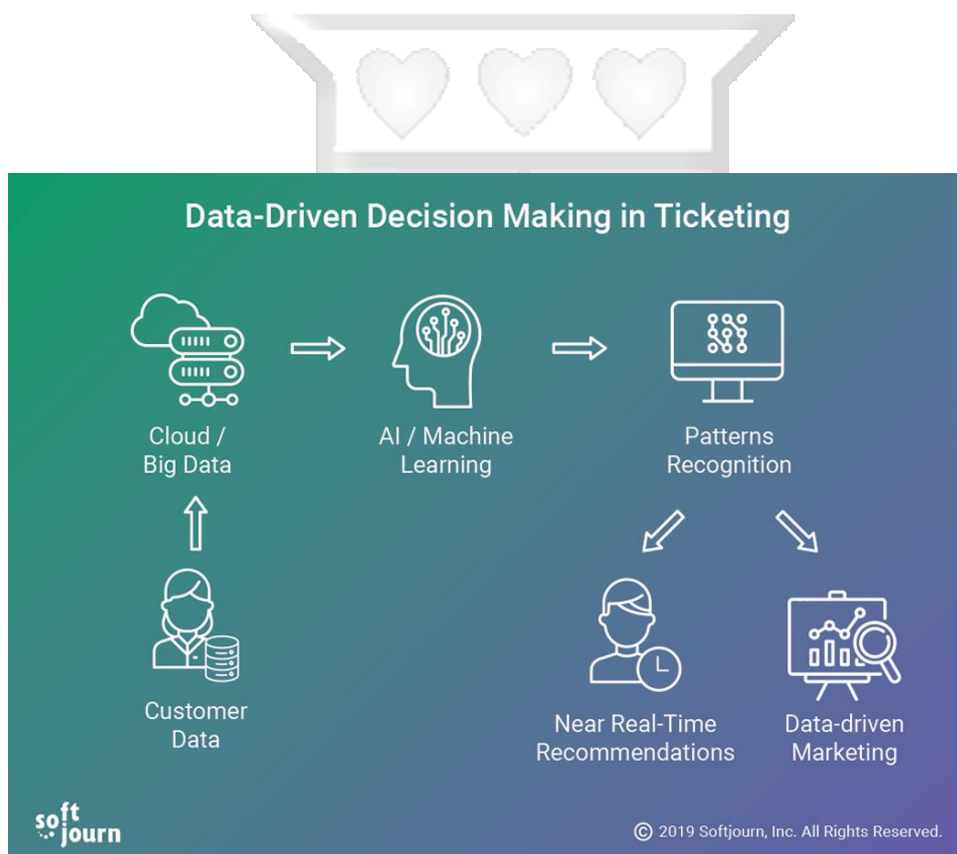 Data-Driven Decision Making in Ticketing
Cloud /
Big Data
AI / Machine
Learning
Patterns
Recognition
Customer
Data
Near Real-Time
Recommendations
Data-driven
Marketing
soft
journ
© 2019 Softjourn, Inc. All Rights Reserved.